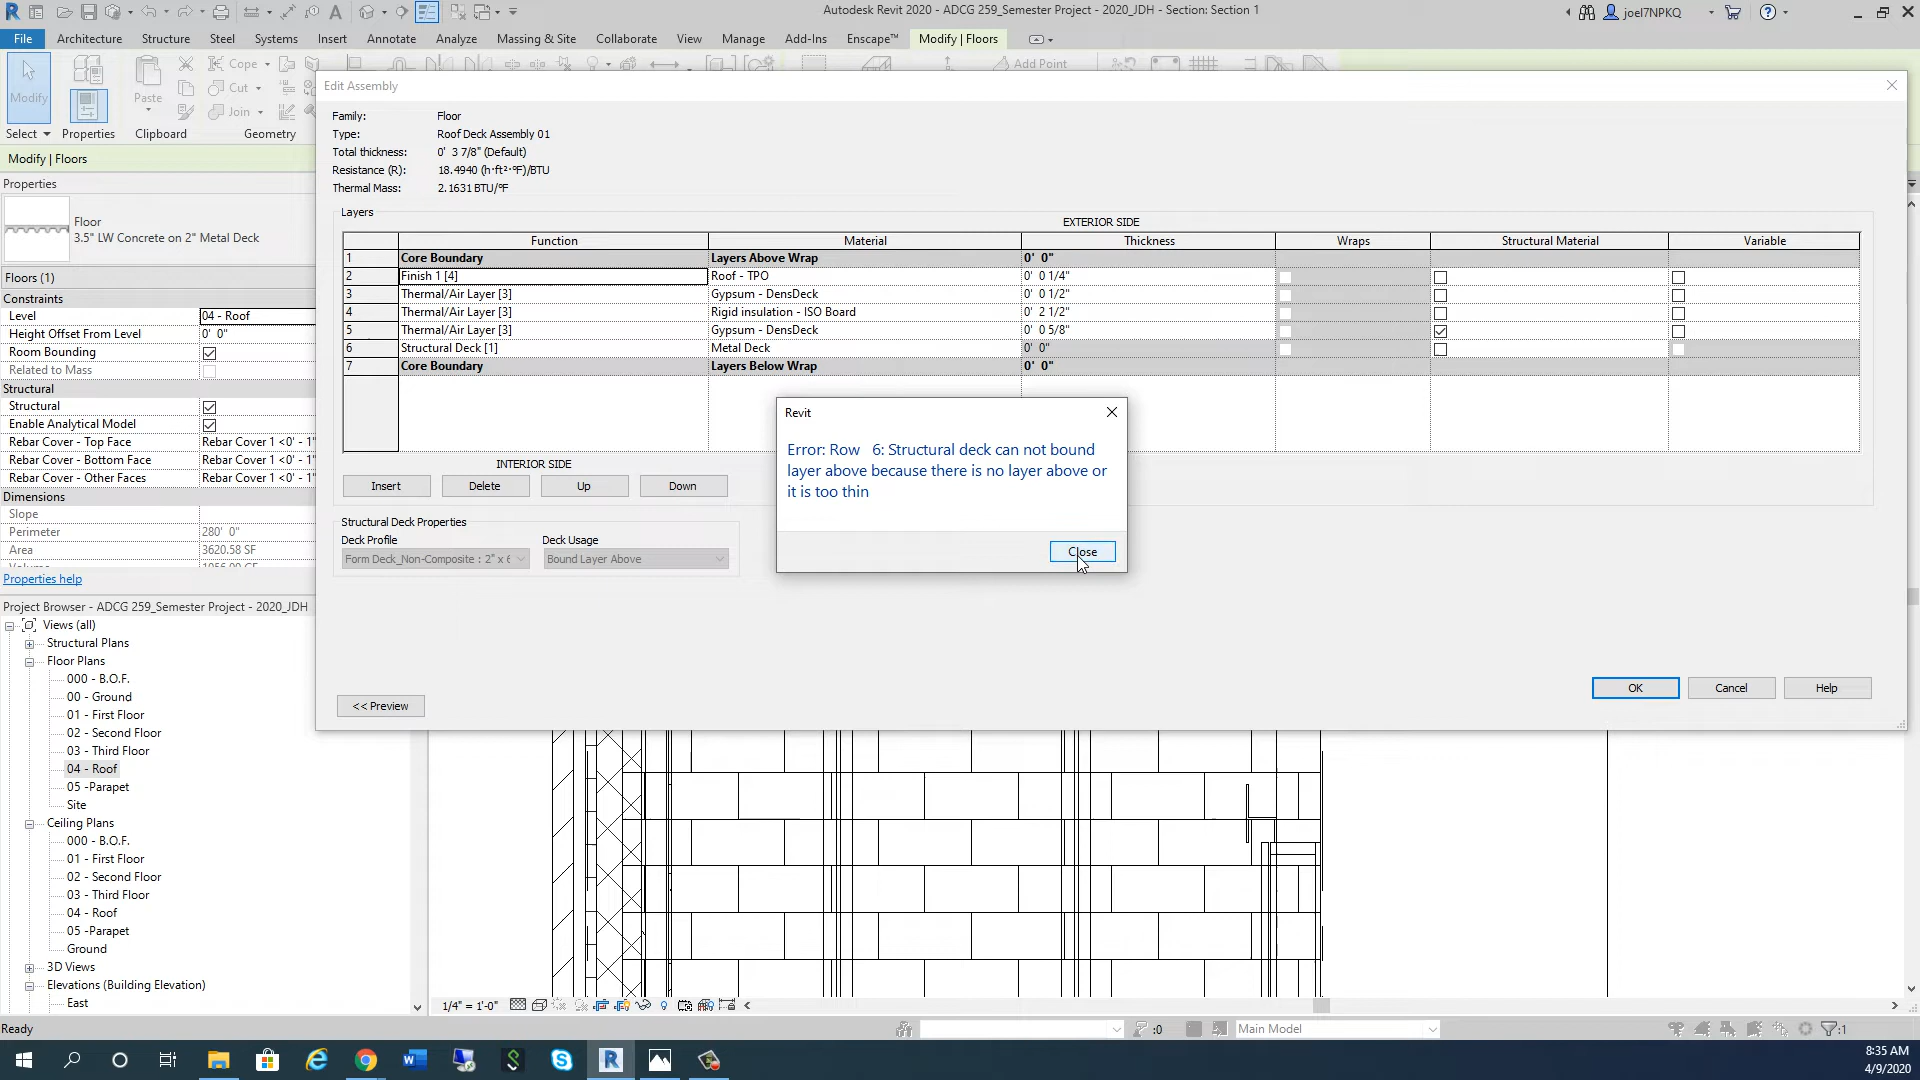 Autodesk Revit 2020 - ADCG 259_Semester Project - 2020_JDH - Section: Section 1
joel7NPKQ
File Architecture Structure Steel Systems Insert Annotate Analyze Massing & Site Collaborate View Manage Add-Ins Enscape™ Modify | Floors
Modify
Paste
Cope
Cut
Join
Add Point
Select Properties Clipboard Geometry
Modify | Floors
Properties
Floor
3.5" LW Concrete on 2" Metal Deck
Floors (1)
Constraints
Level 04 - Roof
Height Offset From Level 0' 0"
Room Bounding
Related to Mass
Structural
Structural
Enable Analytical Model
Rebar Cover - Top Face Rebar Cover 1 <0' - 1"
Rebar Cover - Bottom Face Rebar Cover 1 <0' - 1"
Rebar Cover - Other Faces Rebar Cover 1 <0' - 1"
Dimensions
Slope
Perimeter 280' 0"
Area 3620.58 SF
Properties help
Project Browser - ADCG 259_Semester Project - 2020_JDH
Views (all)
Structural Plans
Floor Plans
000 - B.O.F.
00 - Ground
01 - First Floor
02 - Second Floor
03 - Third Floor
04 - Roof
05 -Parapet
Site
Ceiling Plans
000 - B.O.F.
01 - First Floor
02 - Second Floor
03 - Third Floor
04 - Roof
05 -Parapet
Ground
3D Views
Elevations (Building Elevation)
East
Edit Assembly
Family: Floor
Type: Roof Deck Assembly 01
Total thickness: 0' 3 7/8" (Default)
Resistance (R): 18.4940 (h·ft²·°F)/BTU
Thermal Mass: 2.1631 BTU/°F
Layers
EXTERIOR SIDE
Function Material Thickness Wraps Structural Material Variable
1 Core Boundary Layers Above Wrap 0' 0"
2 Finish 1 [4] Roof - TPO 0' 0 1/4"
3 Thermal/Air Layer [3] Gypsum - DensDeck 0' 0 1/2"
4 Thermal/Air Layer [3] Rigid insulation - ISO Board 0' 2 1/2"
5 Thermal/Air Layer [3] Gypsum - DensDeck 0' 0 5/8"
6 Structural Deck [1] Metal Deck 0' 0"
7 Core Boundary Layers Below Wrap 0' 0"
INTERIOR SIDE
Insert Delete Up Down
Structural Deck Properties
Deck Profile Deck Usage
Form Deck_Non-Composite : 2" x 6 Bound Layer Above
Revit
Error: Row 6: Structural deck can not bound
layer above because there is no layer above or
it is too thin
Close
OK Cancel Help
<< Preview
1/4" = 1'-0"
Ready
:0
Main Model
:1
8:35 AM
4/9/2020